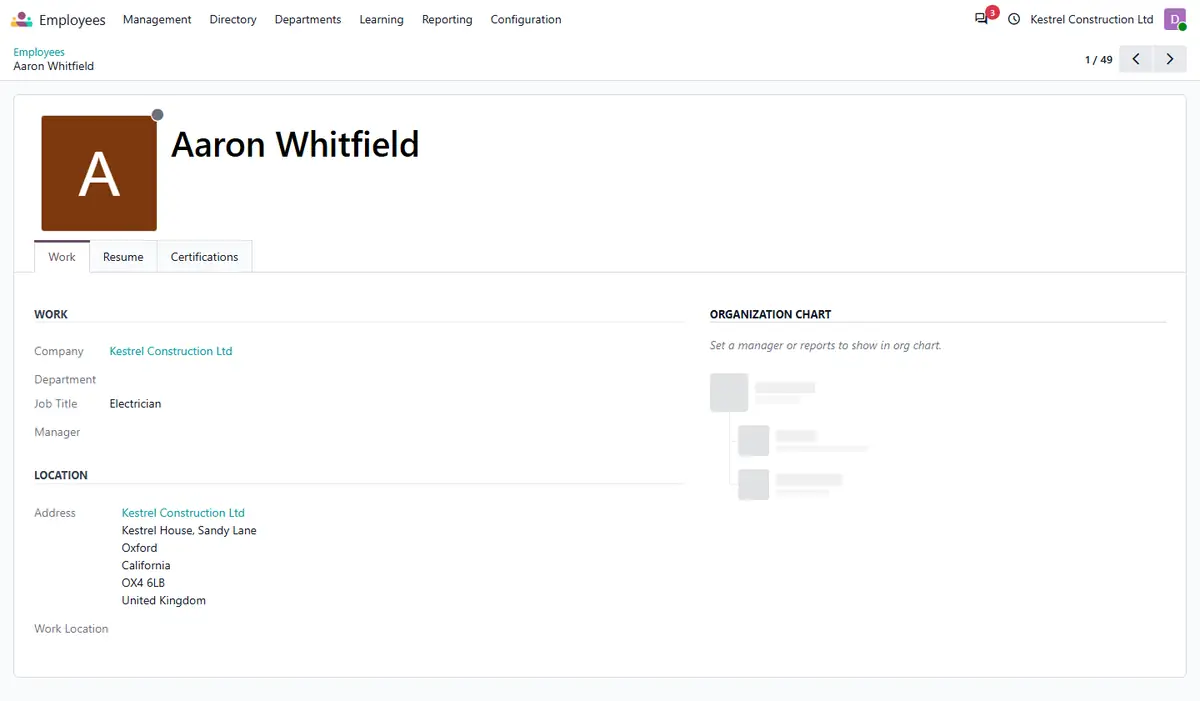 Employees Management Directory Departments Learning Reporting Configuration 3 Kestrel Construction Ltd D
Employees
Aaron Whitfield
1 / 49
A
Aaron Whitfield
Work Resume Certifications
WORK
Company Kestrel Construction Ltd
Department
Job Title Electrician
Manager
ORGANIZATION CHART
Set a manager or reports to show in org chart.
LOCATION
Address Kestrel Construction Ltd
Kestrel House, Sandy Lane
Oxford
California
OX4 6LB
United Kingdom
Work Location